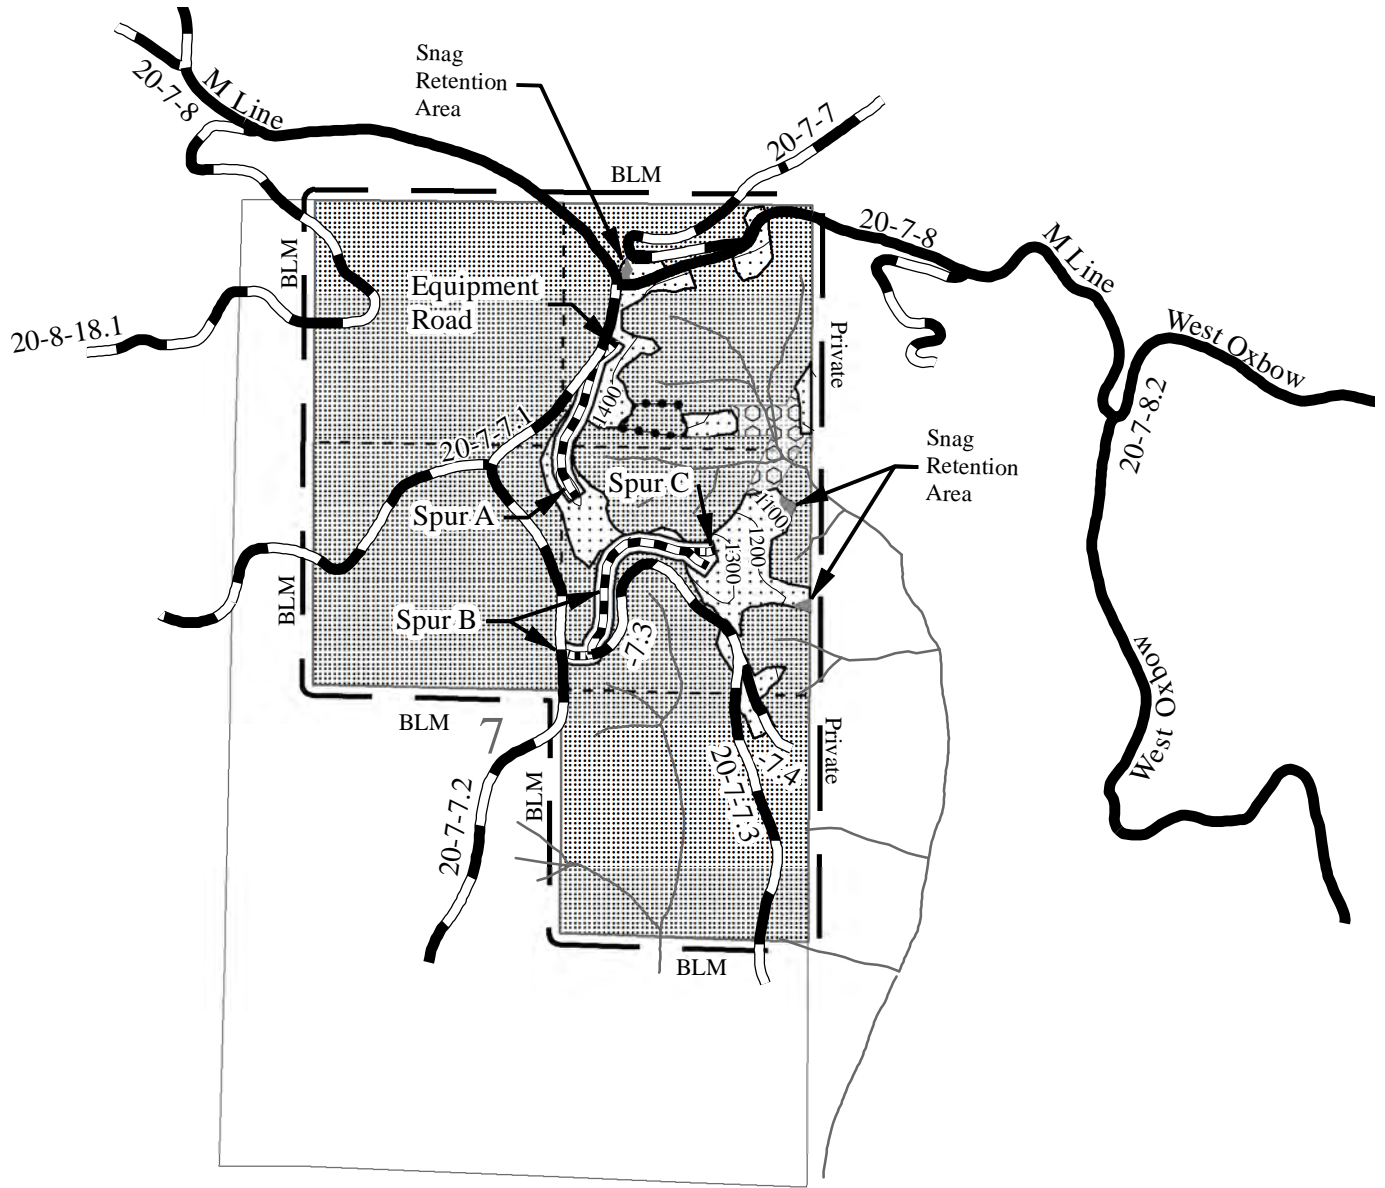 Snag
Retention
Area
20-7-8
M Line
20-7-7
BLM
20-7-8
M Line
BLM
Equipment
Road
20-8-18.1
Private
West Oxbow
1400
20-7-7.1
20-7-8.2
Snag
Retention
Area
Spur C
1100
Spur A
1200
1300
BLM
Spur B
-7.3
West Oxbow
BLM
7
Private
-7.4
BLM
20-7-7.2
20-7-7.3
BLM